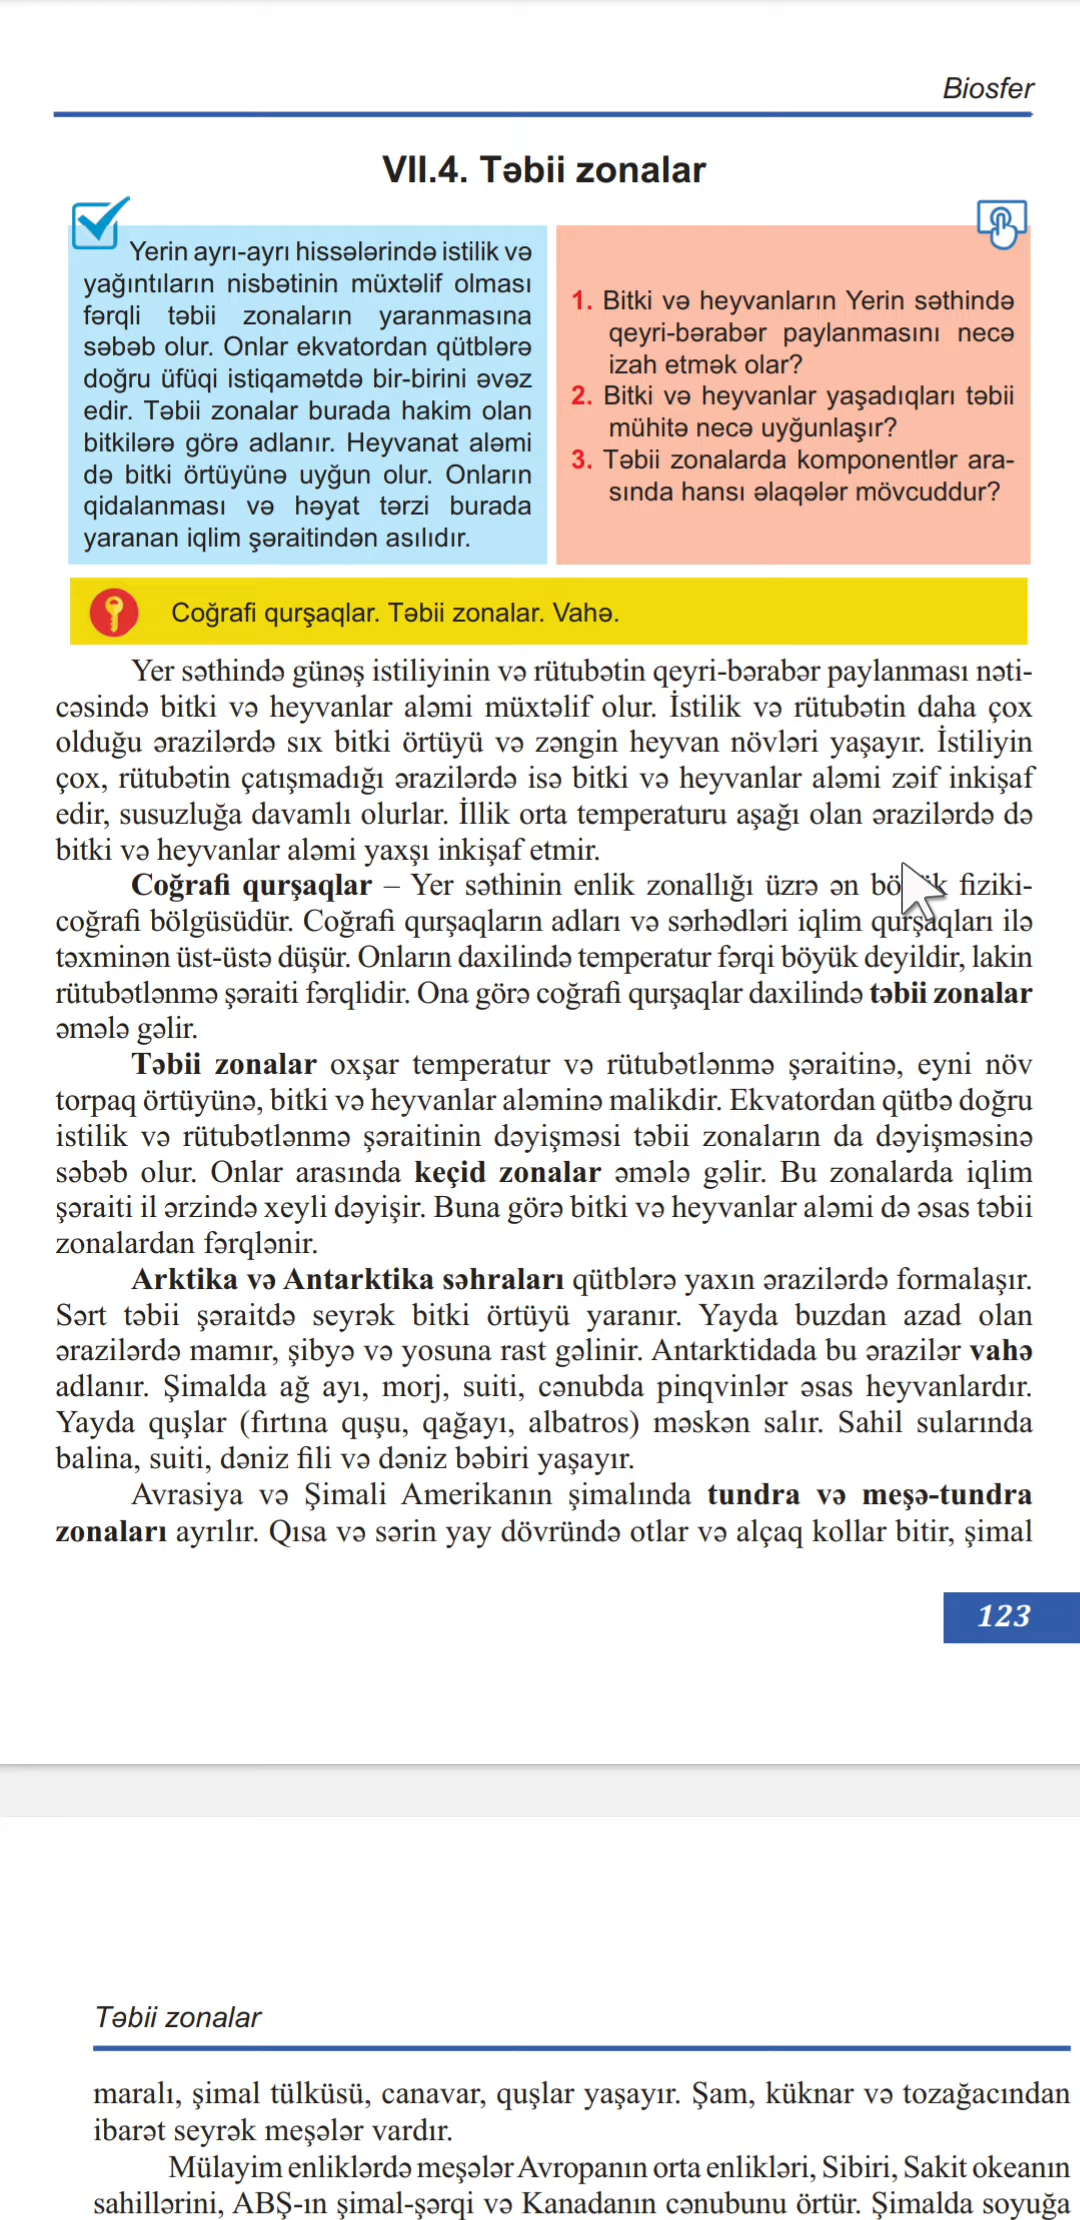 Biosfer
VII.4. Təbii zonalar
Yerin ayrı-ayrı hissələrində istilik və
yağıntıların nisbətinin müxtəlif olması
fərqli təbii zonaların yaranmasına
səbəb olur. Onlar ekvatordan qütblərə
doğru üfüqi istiqamətdə bir-birini əvəz
edir. Təbii zonalar burada hakim olan
bitkilərə görə adlanır. Heyvanat aləmi
də bitki örtüyünə uyğun olur. Onların
qidalanması və həyat tərzi burada
yaranan iqlim şəraitindən asılıdır.
1. Bitki və heyvanların Yerin səthində
qeyri-bərabər paylanmasını necə
izah etmək olar?
2. Bitki və heyvanlar yaşadıqları təbii
mühitə necə uyğunlaşır?
3. Təbii zonalarda komponentlər ara-
sında hansı əlaqələr mövcuddur?
Coğrafi qurşaqlar. Təbii zonalar. Vahə.
Yer səthində günəş istiliyinin və rütubətin qeyri-bərabər paylanması nəti-
cəsində bitki və heyvanlar aləmi müxtəlif olur. İstilik və rütubətin daha çox
olduğu ərazilərdə sıx bitki örtüyü və zəngin heyvan növləri yaşayır. İstiliyin
çox, rütubətin çatışmadığı ərazilərdə isə bitki və heyvanlar aləmi zəif inkişaf
edir, susuzluğa davamlı olurlar. İllik orta temperaturu aşağı olan ərazilərdə də
bitki və heyvanlar aləmi yaxşı inkişaf etmir.
Coğrafi qurşaqlar – Yer səthinin enlik zonallığı üzrə ən fiziki-
coğrafi bölgüsüdür. Coğrafi qurşaqların adları və sərhədləri iqlim qurşaqları ilə
təxminən üst-üstə düşür. Onların daxilində temperatur fərqi böyük deyildir, lakin
rütubətlənmə şəraiti fərqlidir. Ona görə coğrafi qurşaqlar daxilində təbii zonalar
əmələ gəlir.
Təbii zonalar oxşar temperatur və rütubətlənmə şəraitinə, eyni növ
torpaq örtüyünə, bitki və heyvanlar aləminə malikdir. Ekvatordan qütbə doğru
istilik və rütubətlənmə şəraitinin dəyişməsi təbii zonaların da dəyişməsinə
səbəb olur. Onlar arasında keçid zonalar əmələ gəlir. Bu zonalarda iqlim
şəraiti il ərzində xeyli dəyişir. Buna görə bitki və heyvanlar aləmi də əsas təbii
zonalardan fərqlənir.
Arktika və Antarktika səhraları qütblərə yaxın ərazilərdə formalaşır.
Sərt təbii şəraitdə seyrək bitki örtüyü yaranır. Yayda buzdan azad olan
ərazilərdə mamır, şibyə və yosuna rast gəlinir. Antarktidada bu ərazilər vahə
adlanır. Şimalda ağ ayı, morj, suiti, cənubda pinqvinlər əsas heyvanlardır.
Yayda quşlar (fırtına quşu, qağayı, albatros) məskən salır. Sahil sularında
balina, suiti, dəniz fili və dəniz bəbiri yaşayır.
Avrasiya və Şimali Amerikanın şimalında tundra və meşə-tundra
zonaları ayrılır. Qısa və sərin yay dövründə otlar və alçaq kollar bitir, şimal
123
Təbii zonalar
maralı, şimal tülküsü, canavar, quşlar yaşayır. Şam, küknar və tozağacından
ibarət seyrək meşələr vardır.
Mülayim enliklərdə meşələr Avropanın orta enlikləri, Sibiri, Sakit okeanın
sahillərini, ABŞ-ın şimal-şərqi və Kanadanın cənubunu örtür. Şimalda soyuğa